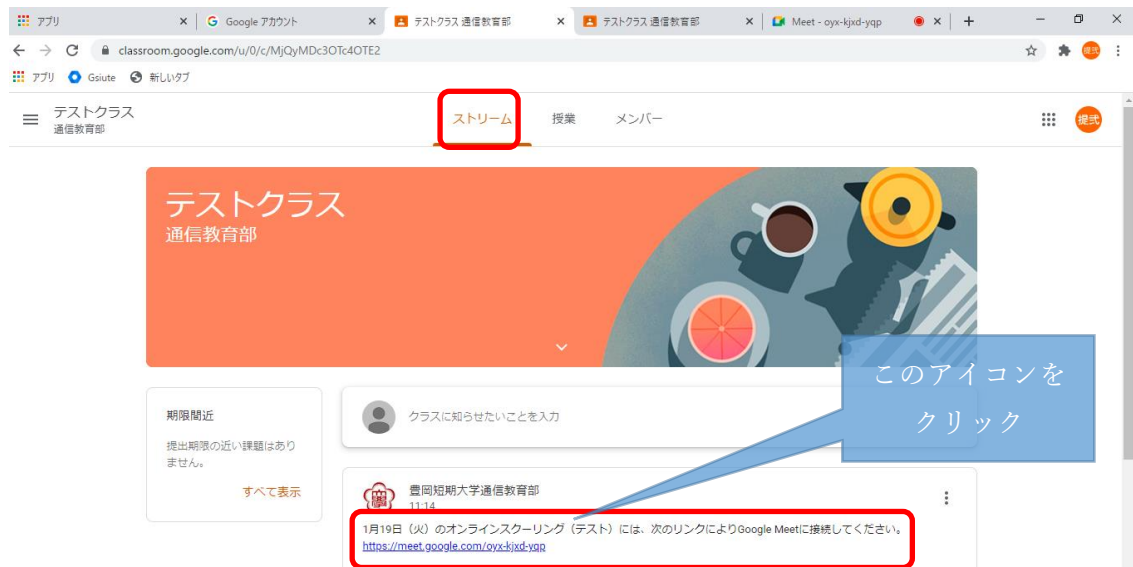 アプリ
Google アカウント
テストクラス 通信教育部
テストクラス 通信教育部
Meet - oyx-kjxd-yqp
classroom.google.com/u/0/c/MjQyMDc3OTc4OTE2
提弐
アプリ
Gsiute
新しいタブ
テストクラス
通信教育部
ストリーム
授業
メンバー
提弐
テストクラス
通信教育部
このアイコンを
クリック
期限間近
提出期限の近い課題はあり
ません。
すべて表示
クラスに知らせたいことを入力
豊岡短期大学通信教育部
11:14
1月19日（火）のオンラインスクーリング（テスト）には、次のリンクによりGoogle Meetに接続してください。
https://meet.google.com/oyx-kjxd-yqp